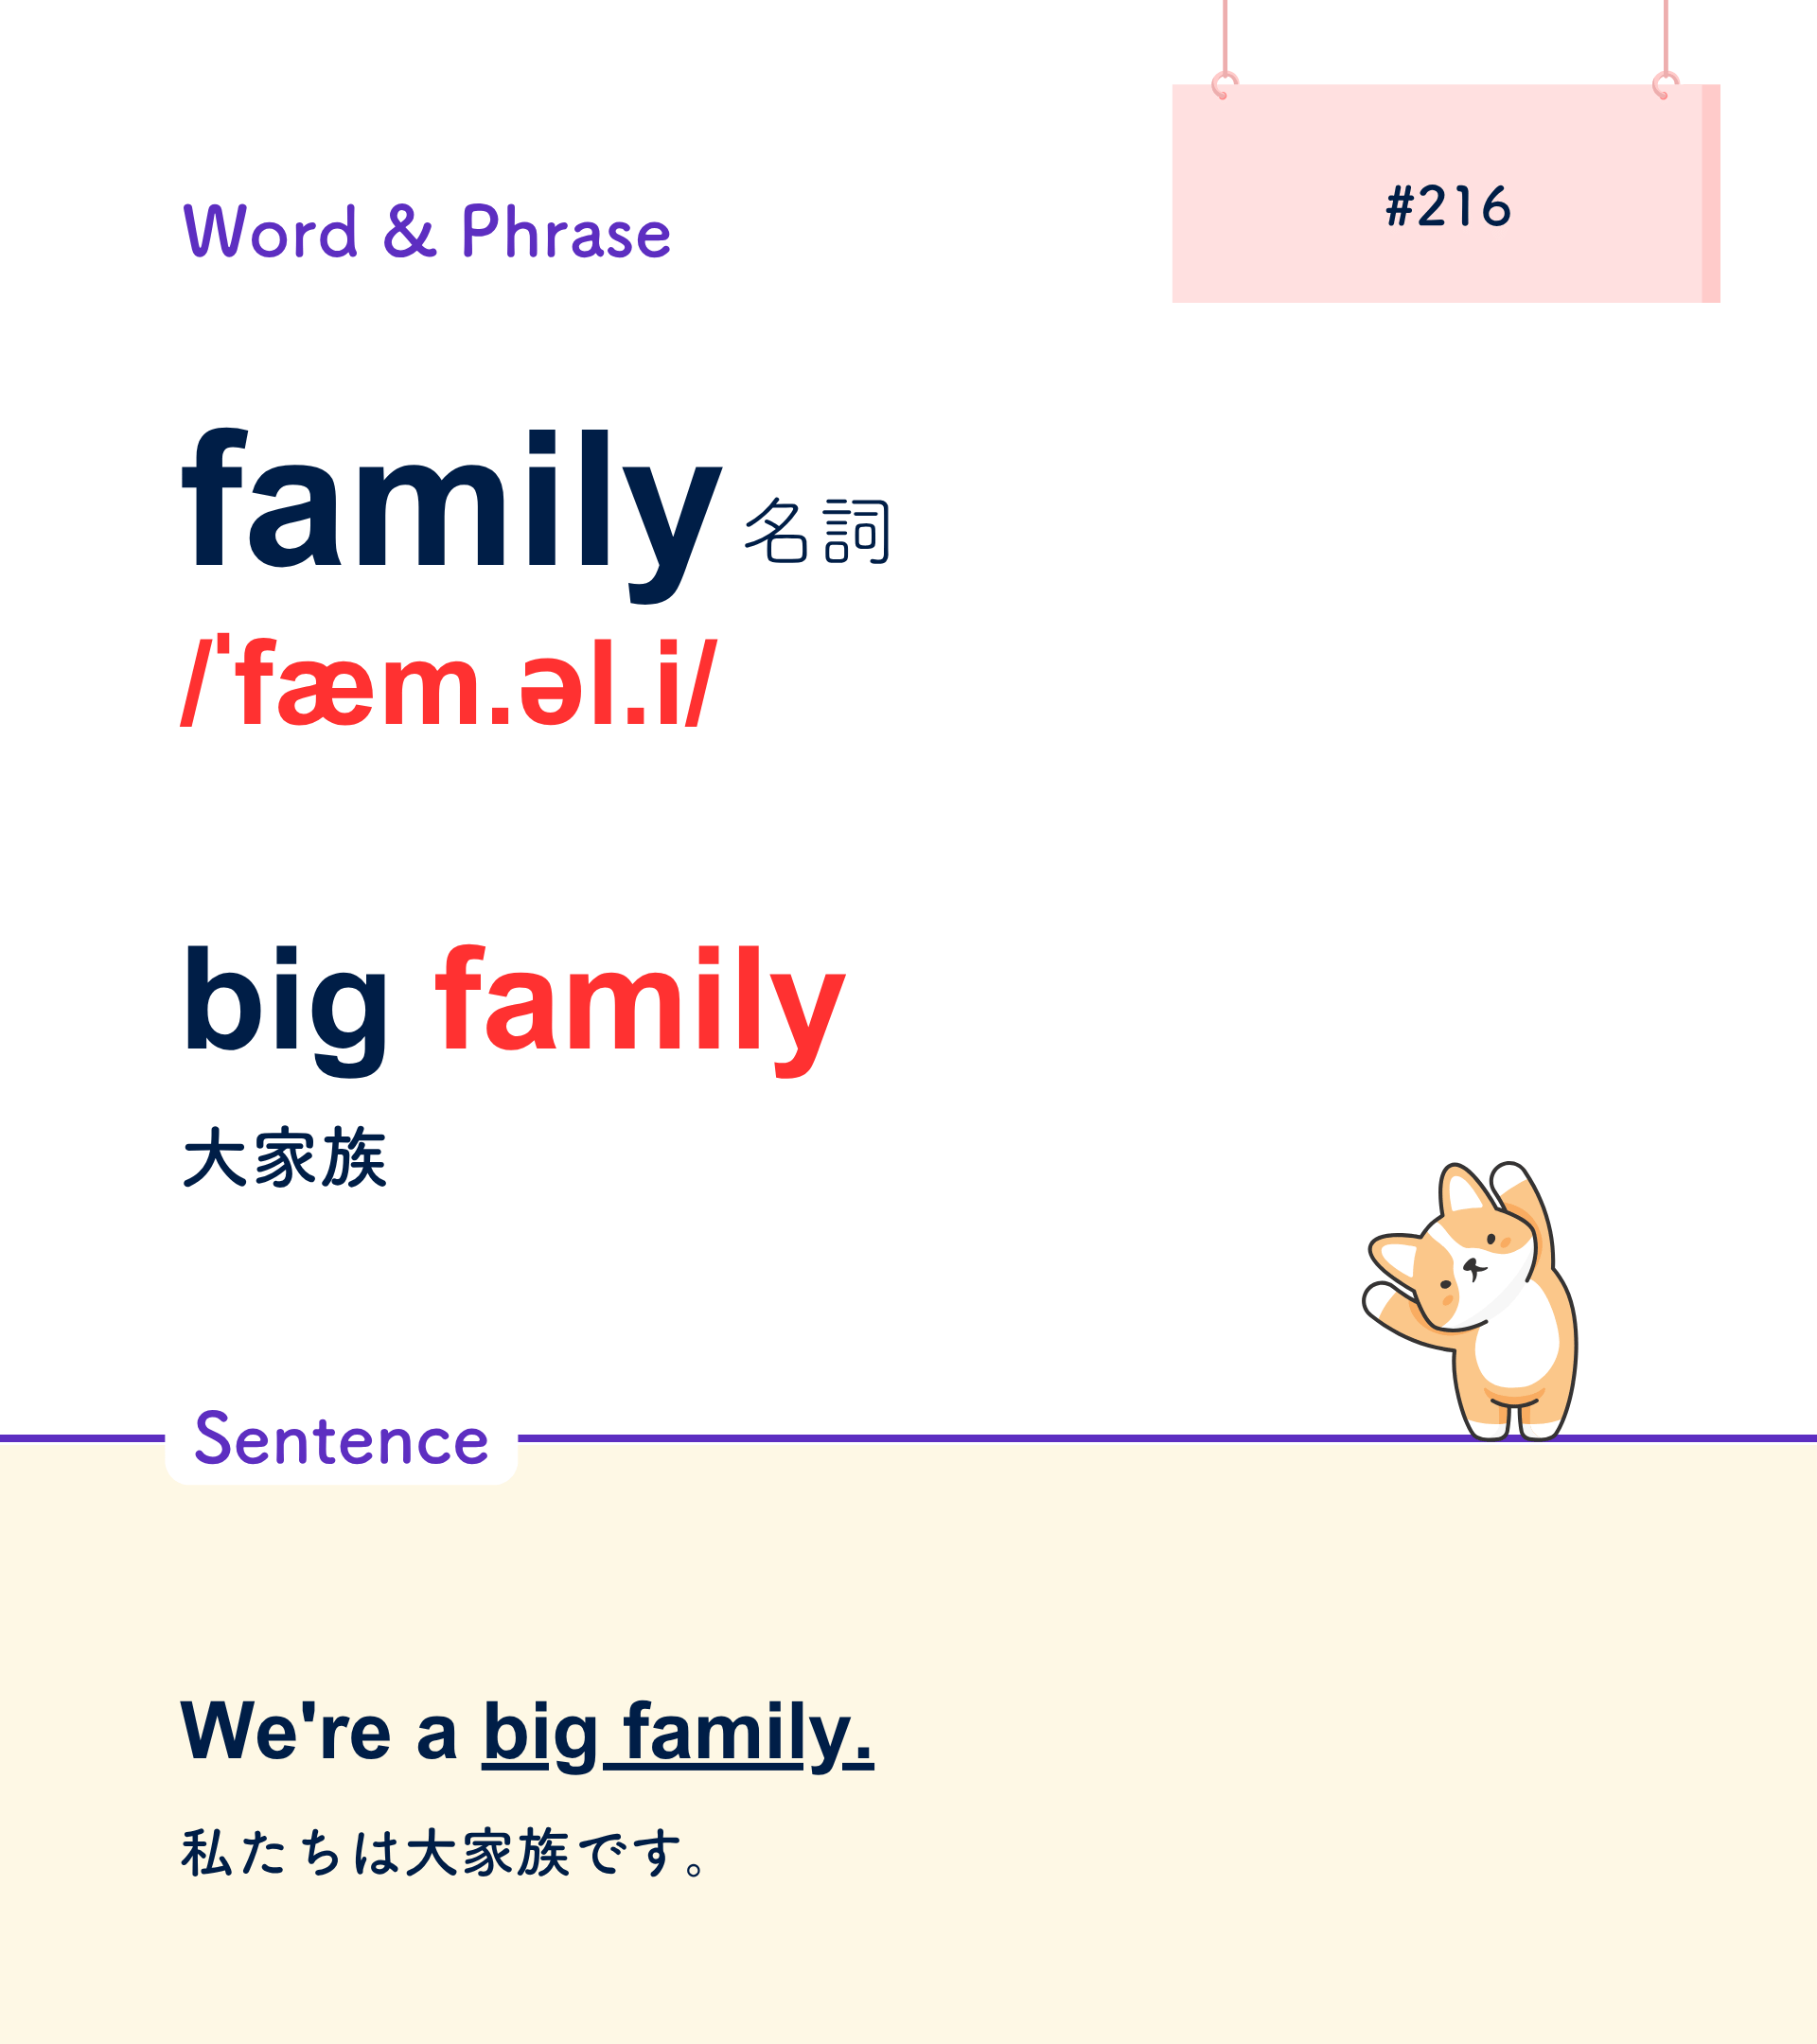 #216
Word & Phrase
family 名詞
/ˈfæm.əl.i/
big family
大家族
Sentence
We're a big family.
私たちは大家族です。